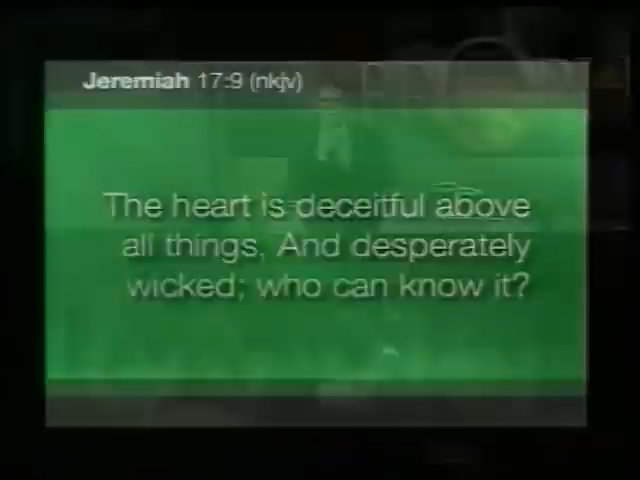 Jeremiah 17:9 (nkjv)
The heart is deceitful above
all things, And desperately
wicked; who can know it?